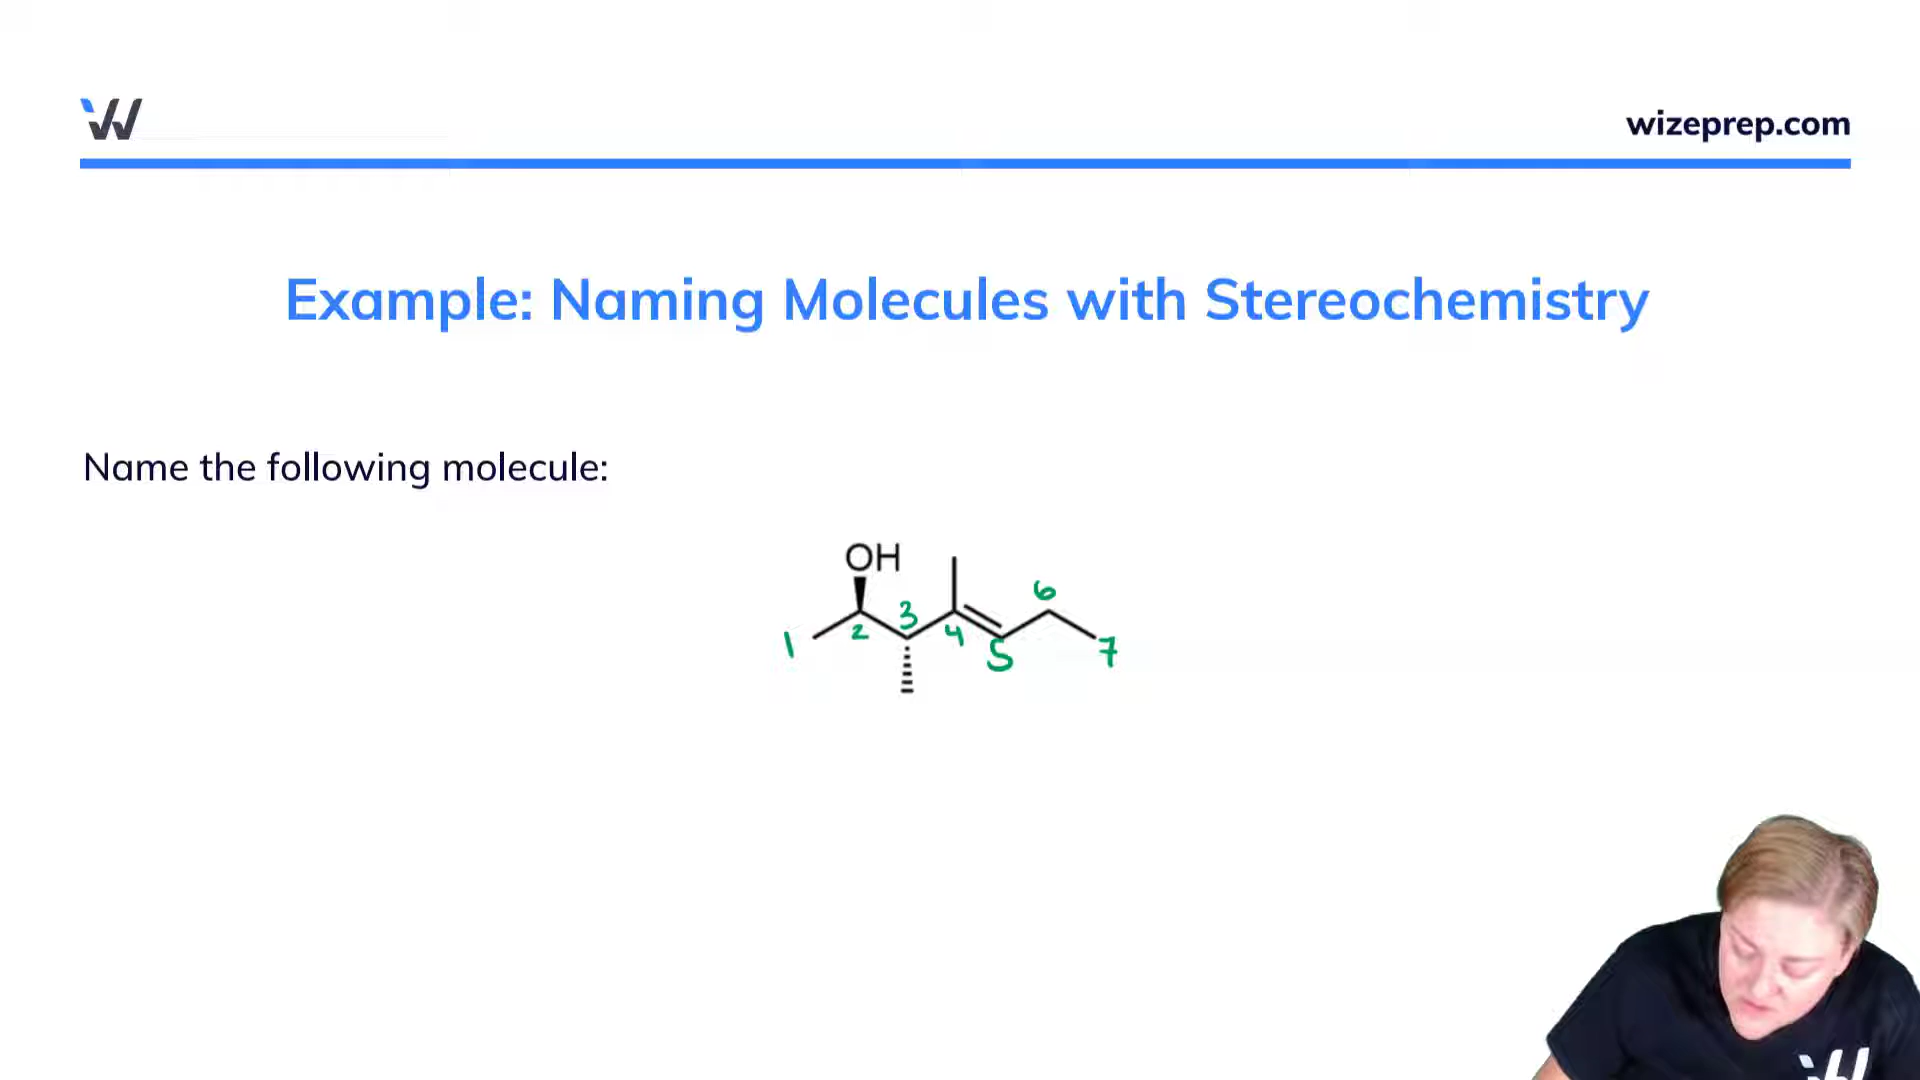 wizeprep.com
Example: Naming Molecules with Stereochemistry
Name the following molecule:
OH
1 2 3 4 5 6 7